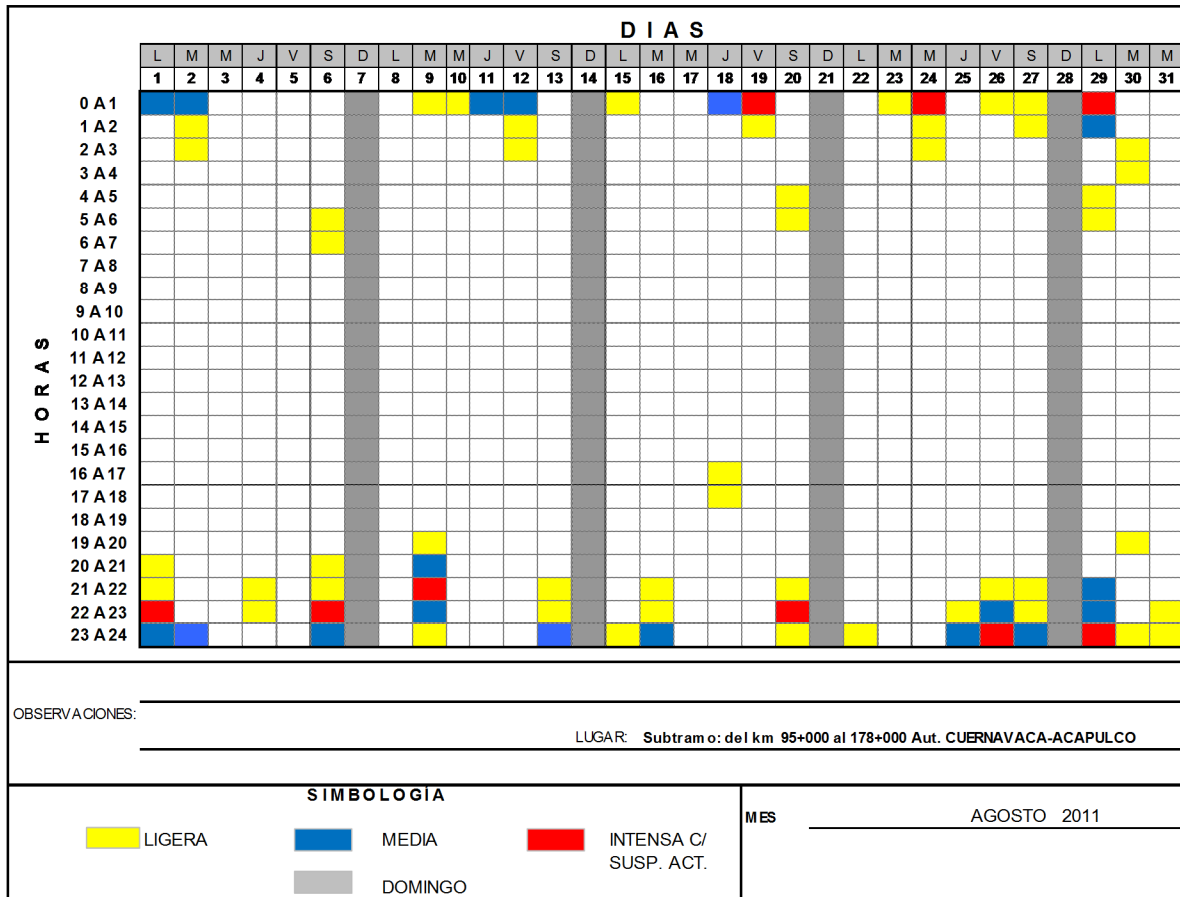 D I A S
L M M J V S D L M M J V S D L M M J V S D L M M J V S D L M M
1 2 3 4 5 6 7 8 9 10 11 12 13 14 15 16 17 18 19 20 21 22 23 24 25 26 27 28 29 30 31
HORAS
0 A 1
1 A 2
2 A 3
3 A 4
4 A 5
5 A 6
6 A 7
7 A 8
8 A 9
9 A 10
10 A 11
11 A 12
12 A 13
13 A 14
14 A 15
15 A 16
16 A 17
17 A 18
18 A 19
19 A 20
20 A 21
21 A 22
22 A 23
23 A 24
OBSERVACIONES:
LUGAR: Subtramo: del km 95+000 al 178+000 Aut. CUERNAVACA-ACAPULCO
SIMBOLOGÍA
LIGERA MEDIA INTENSA C/
SUSP. ACT.
DOMINGO
MES AGOSTO 2011